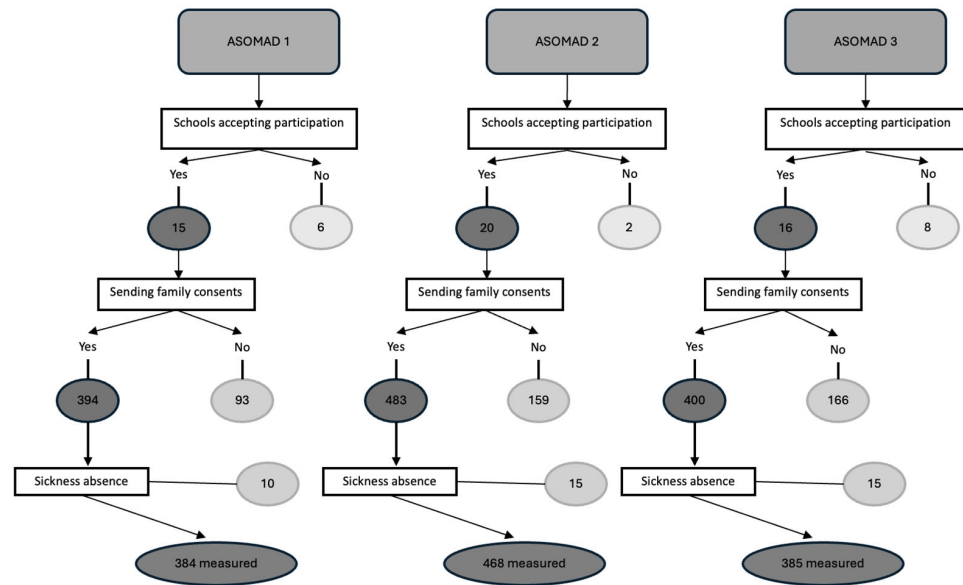 ASOMAD 1
ASOMAD 2
ASOMAD 3
Schools accepting participation
Schools accepting participation
Schools accepting participation
Yes
No
Yes
No
Yes
No
15
6
20
2
16
8
Sending family consents
Sending family consents
Sending family consents
Yes
No
Yes
No
Yes
No
394
93
483
159
400
166
Sickness absence
10
Sickness absence
15
Sickness absence
15
384 measured
468 measured
385 measured